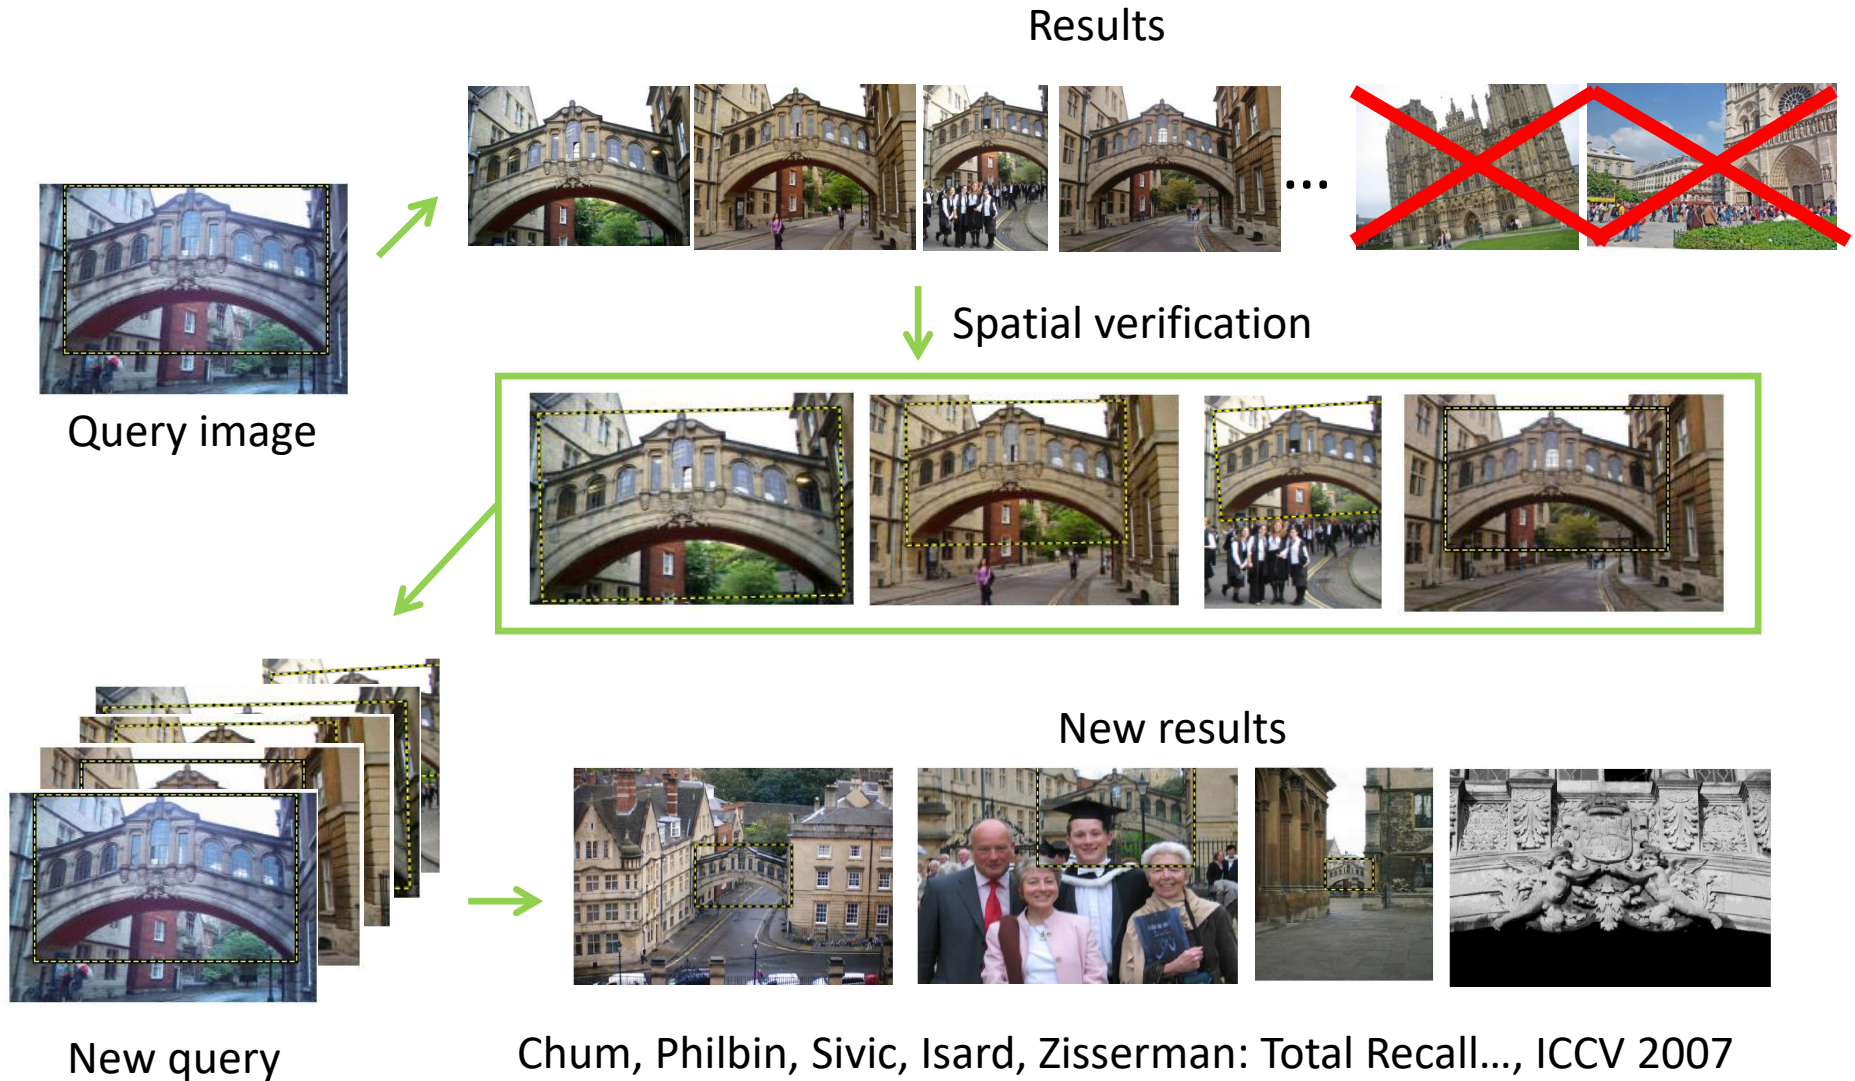 Results
Query image
Spatial verification
New results
New query
Chum, Philbin, Sivic, Isard, Zisserman: Total Recall..., ICCV 2007